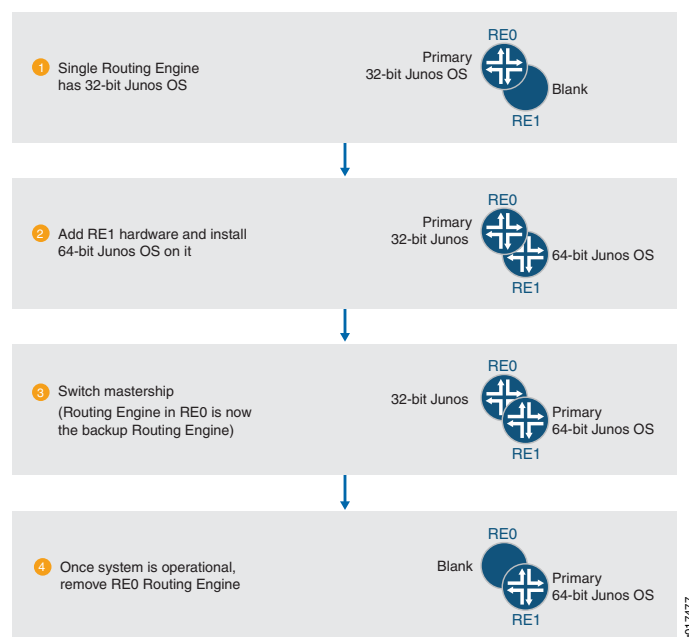 RE0
1 Single Routing Engine
has 32-bit Junos OS
Primary
32-bit Junos OS
Blank
RE1
RE0
2 Add RE1 hardware and install
64-bit Junos OS on it
Primary
32-bit Junos
64-bit Junos OS
RE1
RE0
3 Switch mastership
(Routing Engine in RE0 is now
the backup Routing Engine)
32-bit Junos
Primary
64-bit Junos OS
RE1
RE0
4 Once system is operational,
remove RE0 Routing Engine
Blank
Primary
64-bit Junos OS
RE1